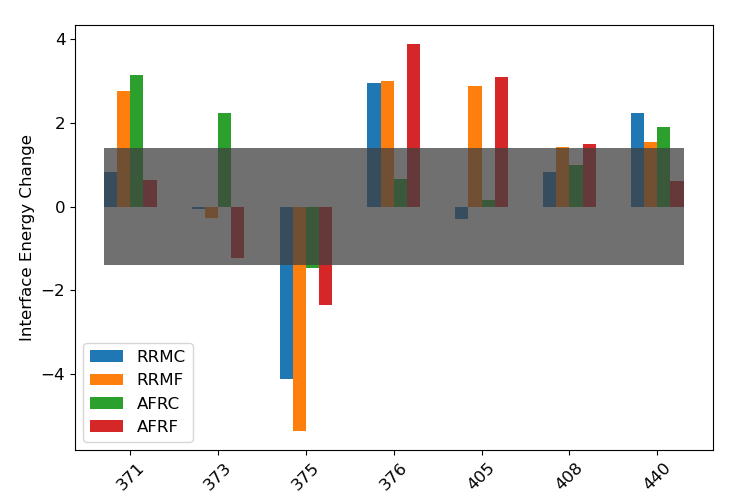 4
2
0
−2
−4
Interface Energy Change
RRMC
RRMF
AFRC
AFRF
371
373
375
376
405
408
440